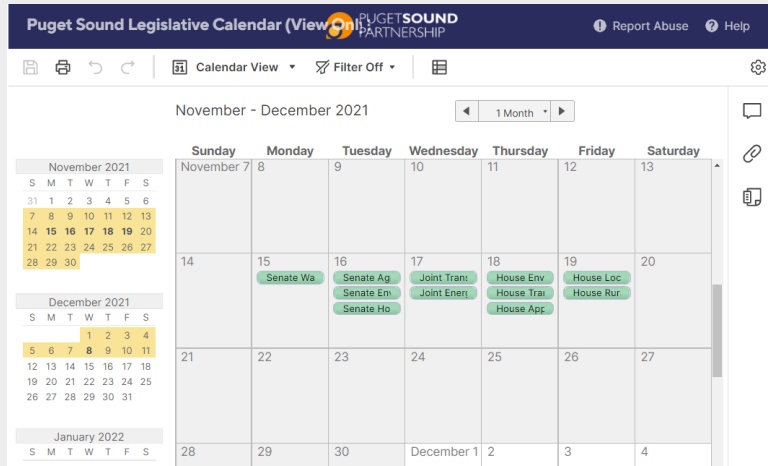 Puget Sound Legislative Calendar (View Only)
PUGETSOUND
PARTNERSHIP
Report Abuse
Help
Calendar View
Filter Off
November - December 2021
1 Month
Sunday Monday Tuesday Wednesday Thursday Friday Saturday
November 7 8 9 10 11 12 13
14 15 16 17 18 19 20
Senate Wa Senate Ag Joint Trans House Env House Loc
Senate Env Joint Energ House Trai House Rur
Senate Ho House App
21 22 23 24 25 26 27
28 29 30 December 1 2 3 4
November 2021
S M T W T F S
31 1 2 3 4 5 6
7 8 9 10 11 12 13
14 15 16 17 18 19 20
21 22 23 24 25 26 27
28 29 30
December 2021
S M T W T F S
1 2 3 4
5 6 7 8 9 10 11
12 13 14 15 16 17 18
19 20 21 22 23 24 25
26 27 28 29 30 31
January 2022
S M T W T F S